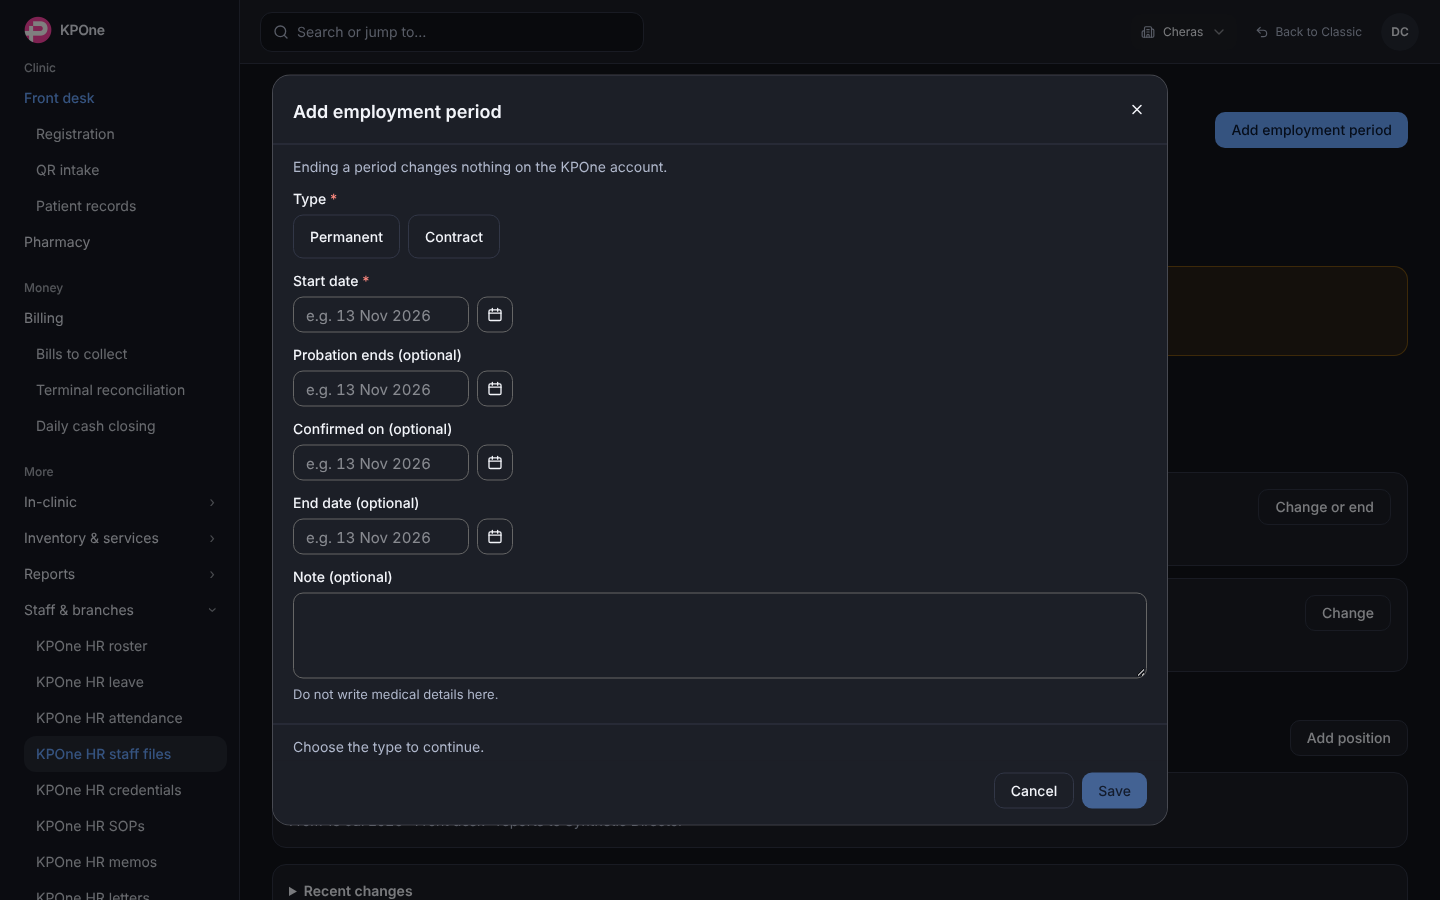 KPOne
Search or jump to...
Cheras
Back to Classic
DC
Clinic
Front desk
Registration
QR intake
Patient records
Pharmacy
Money
Billing
Bills to collect
Terminal reconciliation
Daily cash closing
More
In-clinic
Inventory & services
Reports
Staff & branches
KPOne HR roster
KPOne HR leave
KPOne HR attendance
KPOne HR staff files
KPOne HR credentials
KPOne HR SOPs
KPOne HR memos
KPOne HR letters
Add employment period
Ending a period changes nothing on the KPOne account.
Type *
Permanent
Contract
Start date *
e.g. 13 Nov 2026
Probation ends (optional)
e.g. 13 Nov 2026
Confirmed on (optional)
e.g. 13 Nov 2026
End date (optional)
e.g. 13 Nov 2026
Note (optional)
Do not write medical details here.
Choose the type to continue.
Cancel
Save
Add employment period
Change or end
Change
Add position
Recent changes